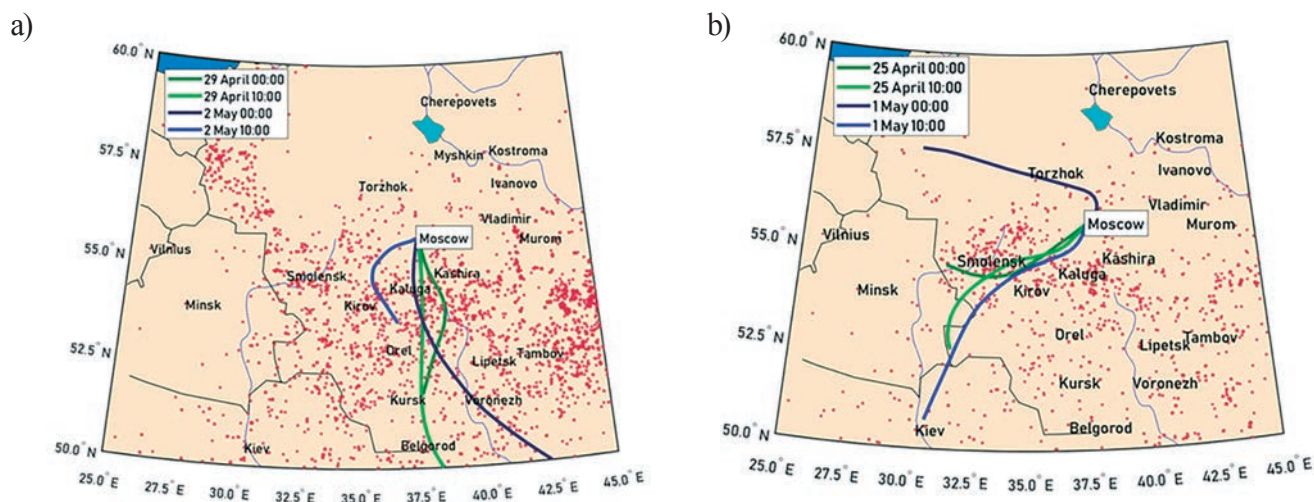 a)
60.0° N
57.5° N
55.0° N
52.5° N
50.0° N
25.0° E
27.5° E
30.0° E
32.5° E
35.0° E
37.5° E
40.0° E
42.5° E
45.0° E
29 April 00:00
29 April 10:00
2 May 00:00
2 May 10:00
Cherepovets
Myshkin
Kostroma
Torzhok
Ivanovo
Vladimir
Vilnius
Moscow
Murom
Smolensk
Kashira
Minsk
Kaluga
Kirov
Orel
Lipetsk
Tambov
Kursk
Voronezh
Kiev
Belgorod
b)
60.0° N
57.5° N
55.0° N
52.5° N
50.0° N
25.0° E
27.5° E
30.0° E
32.5° E
35.0° E
37.5° E
40.0° E
42.5° E
45.0° E
25 April 00:00
25 April 10:00
1 May 00:00
1 May 10:00
Cherepovets
Kostroma
Torzhok
Ivanovo
Vladimir
Vilnius
Moscow
Murom
Smolensk
Kashira
Kaluga
Minsk
Kirov
Orel
Lipetsk
Tambov
Kursk
Voronezh
Kiev
Belgorod